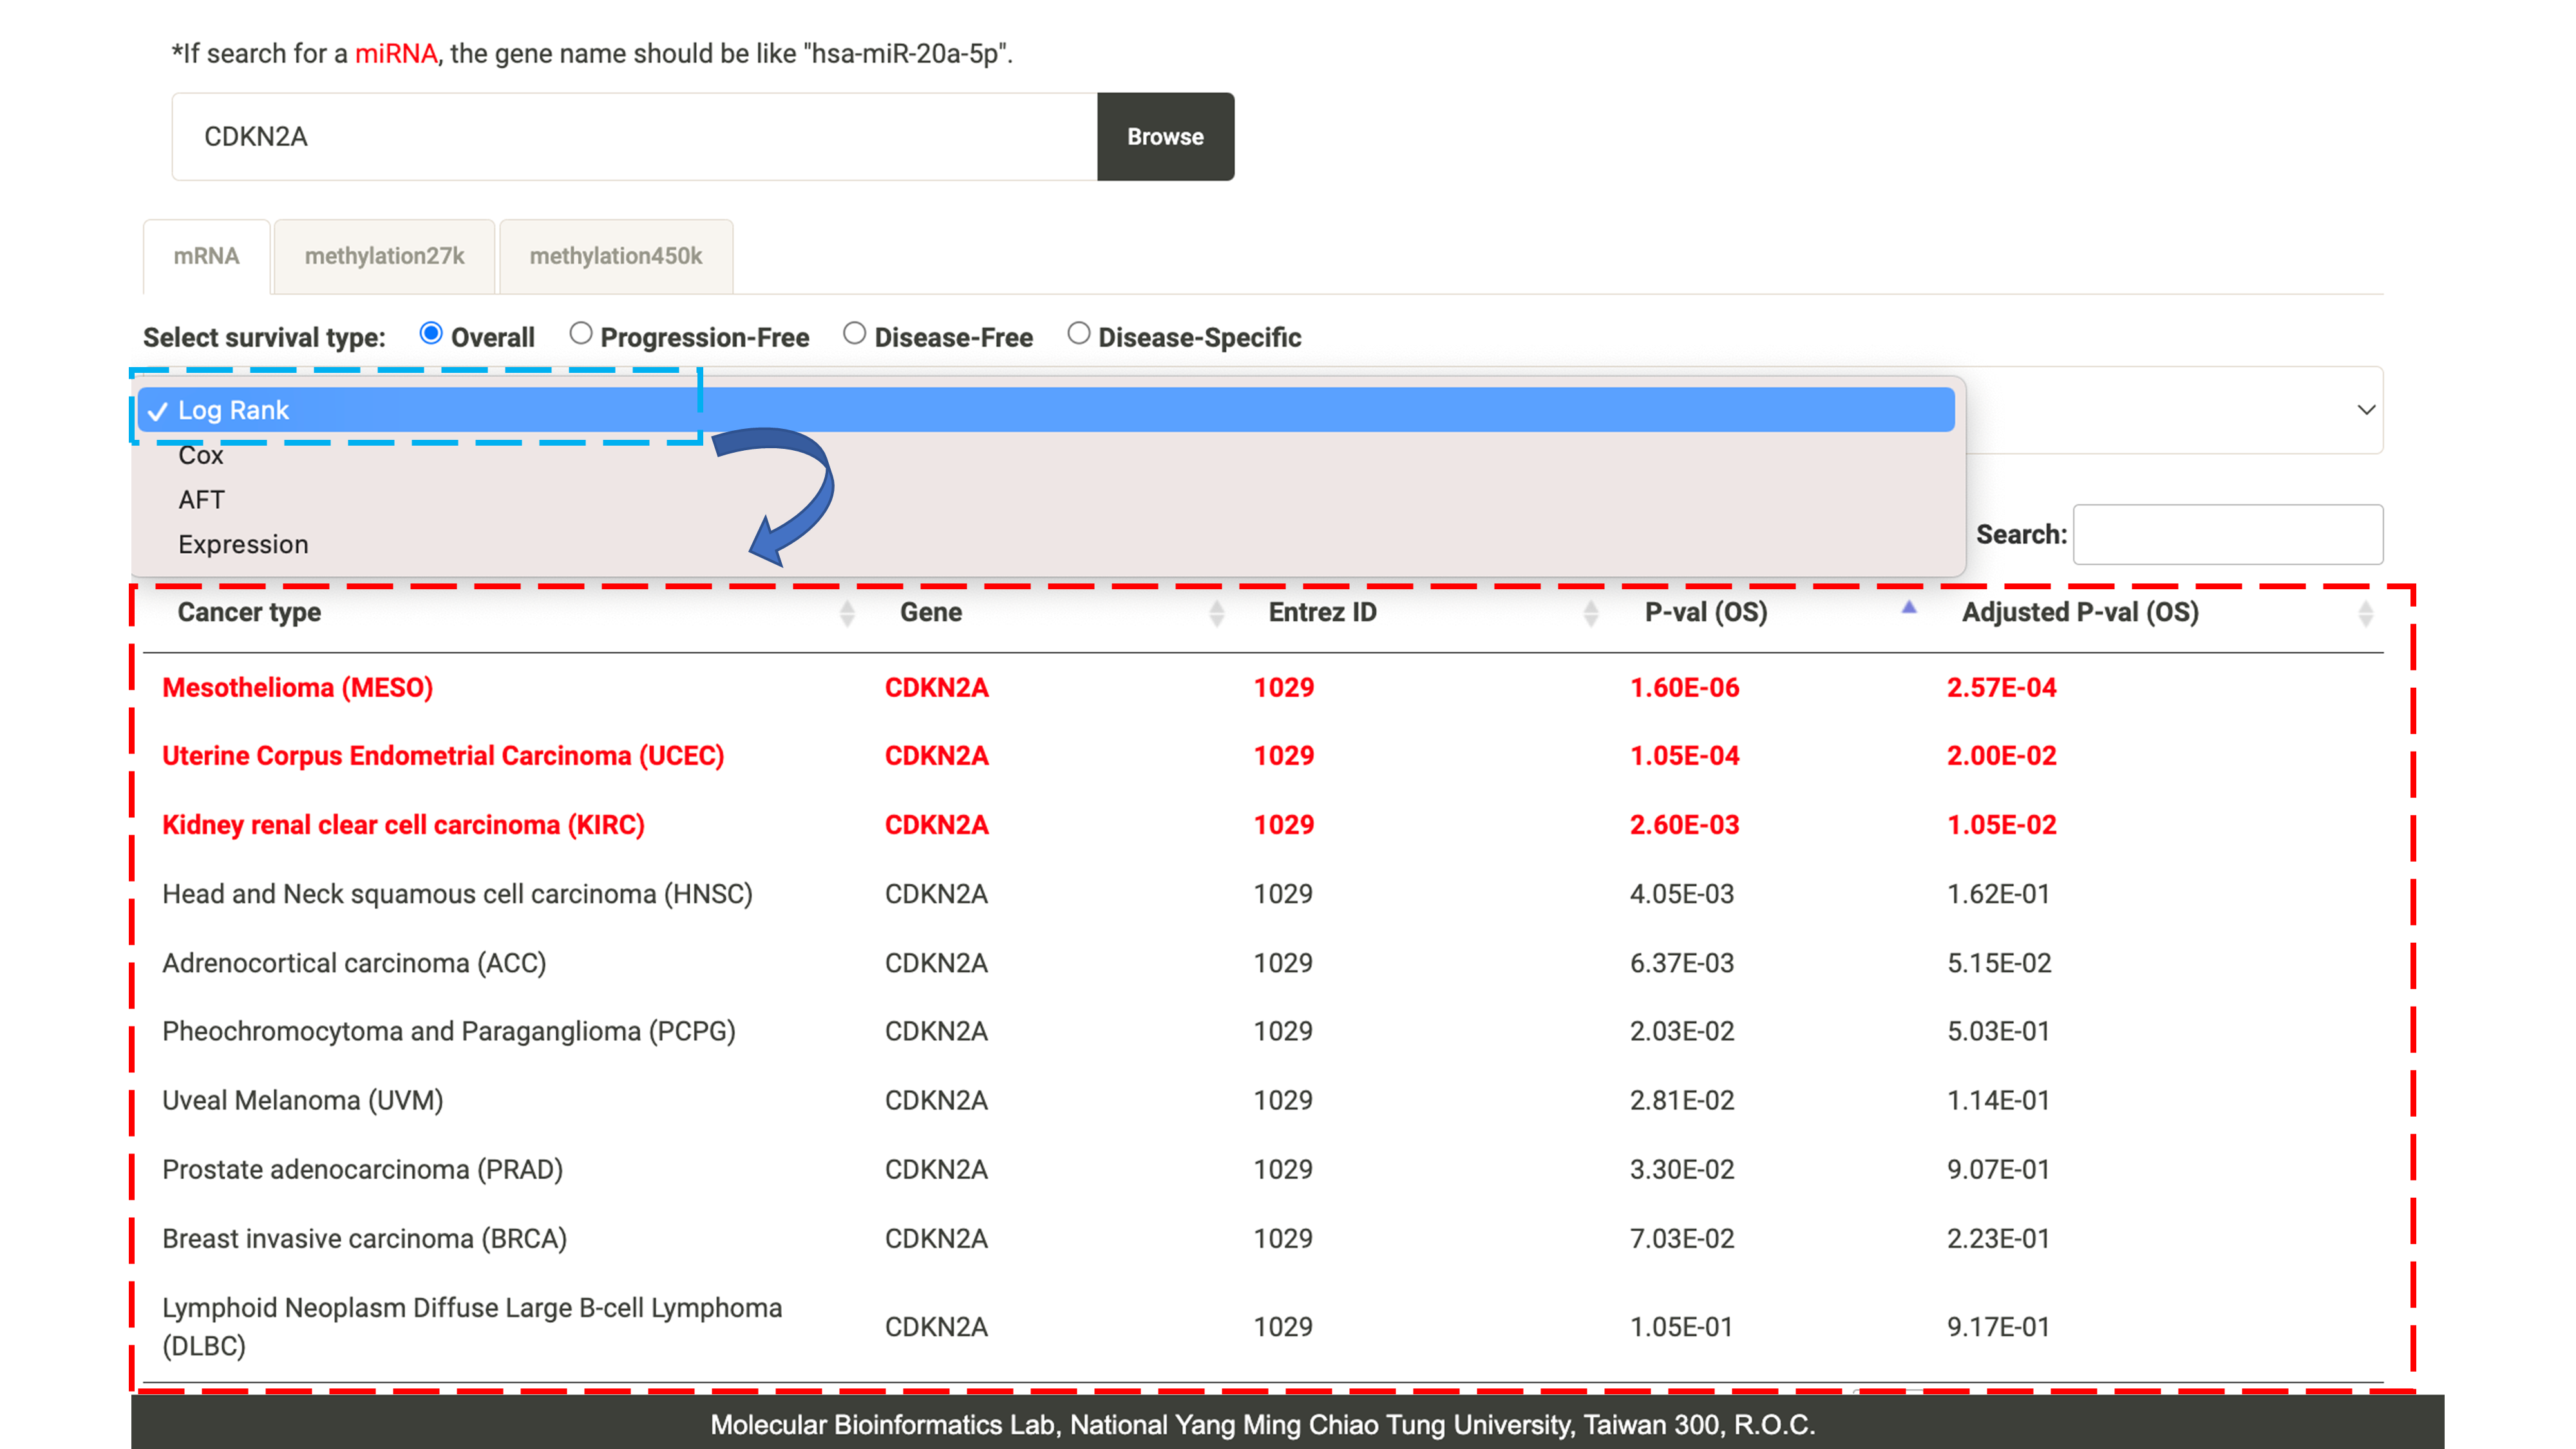 *If search for a miRNA, the gene name should be like "hsa-miR-20a-5p".
CDKN2A Browse
mRNA methylation27k methylation450k
Select survival type: Overall Progression-Free Disease-Free Disease-Specific
Log Rank
Cox
AFT
Expression
Search:
Cancer type Gene Entrez ID P-val (OS) Adjusted P-val (OS)
Mesothelioma (MESO) CDKN2A 1029 1.60E-06 2.57E-04
Uterine Corpus Endometrial Carcinoma (UCEC) CDKN2A 1029 1.05E-04 2.00E-02
Kidney renal clear cell carcinoma (KIRC) CDKN2A 1029 2.60E-03 1.05E-02
Head and Neck squamous cell carcinoma (HNSC) CDKN2A 1029 4.05E-03 1.62E-01
Adrenocortical carcinoma (ACC) CDKN2A 1029 6.37E-03 5.15E-02
Pheochromocytoma and Paraganglioma (PCPG) CDKN2A 1029 2.03E-02 5.03E-01
Uveal Melanoma (UVM) CDKN2A 1029 2.81E-02 1.14E-01
Prostate adenocarcinoma (PRAD) CDKN2A 1029 3.30E-02 9.07E-01
Breast invasive carcinoma (BRCA) CDKN2A 1029 7.03E-02 2.23E-01
Lymphoid Neoplasm Diffuse Large B-cell Lymphoma
(DLBC) CDKN2A 1029 1.05E-01 9.17E-01
Molecular Bioinformatics Lab, National Yang Ming Chiao Tung University, Taiwan 300, R.O.C.